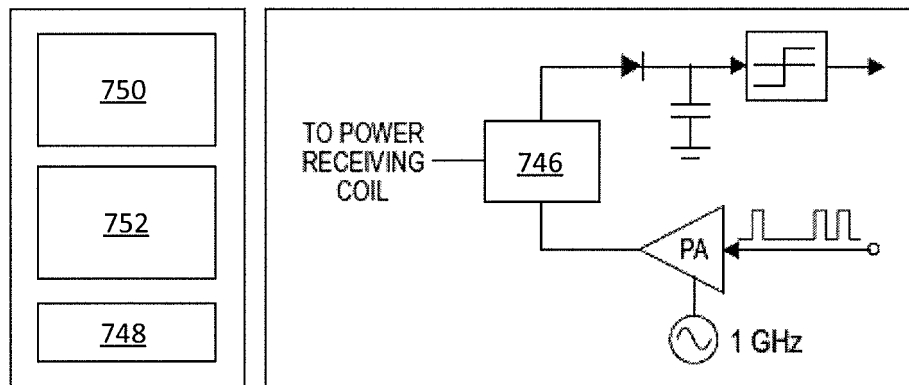 750
752
748
TO POWER
RECEIVING
COIL
746
PA
1 GHz